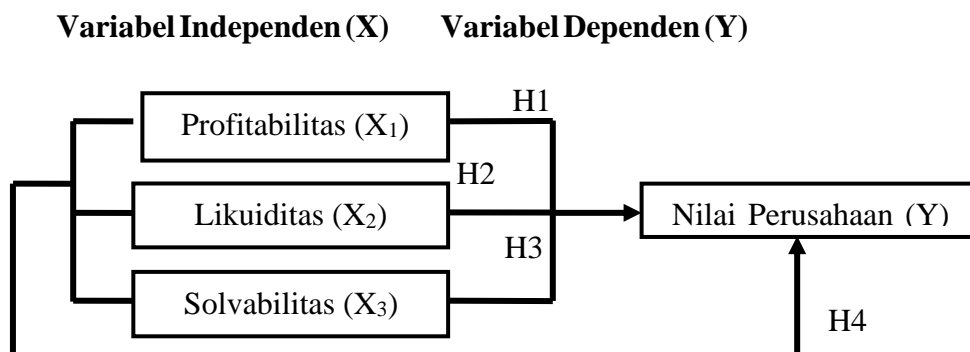 Variabel Independen (X) Variabel Dependen (Y)
H1
Profitabilitas (X₁)
H2
Likuiditas (X₂)
Nilai Perusahaan (Y)
H3
Solvabilitas (X₃)
H4